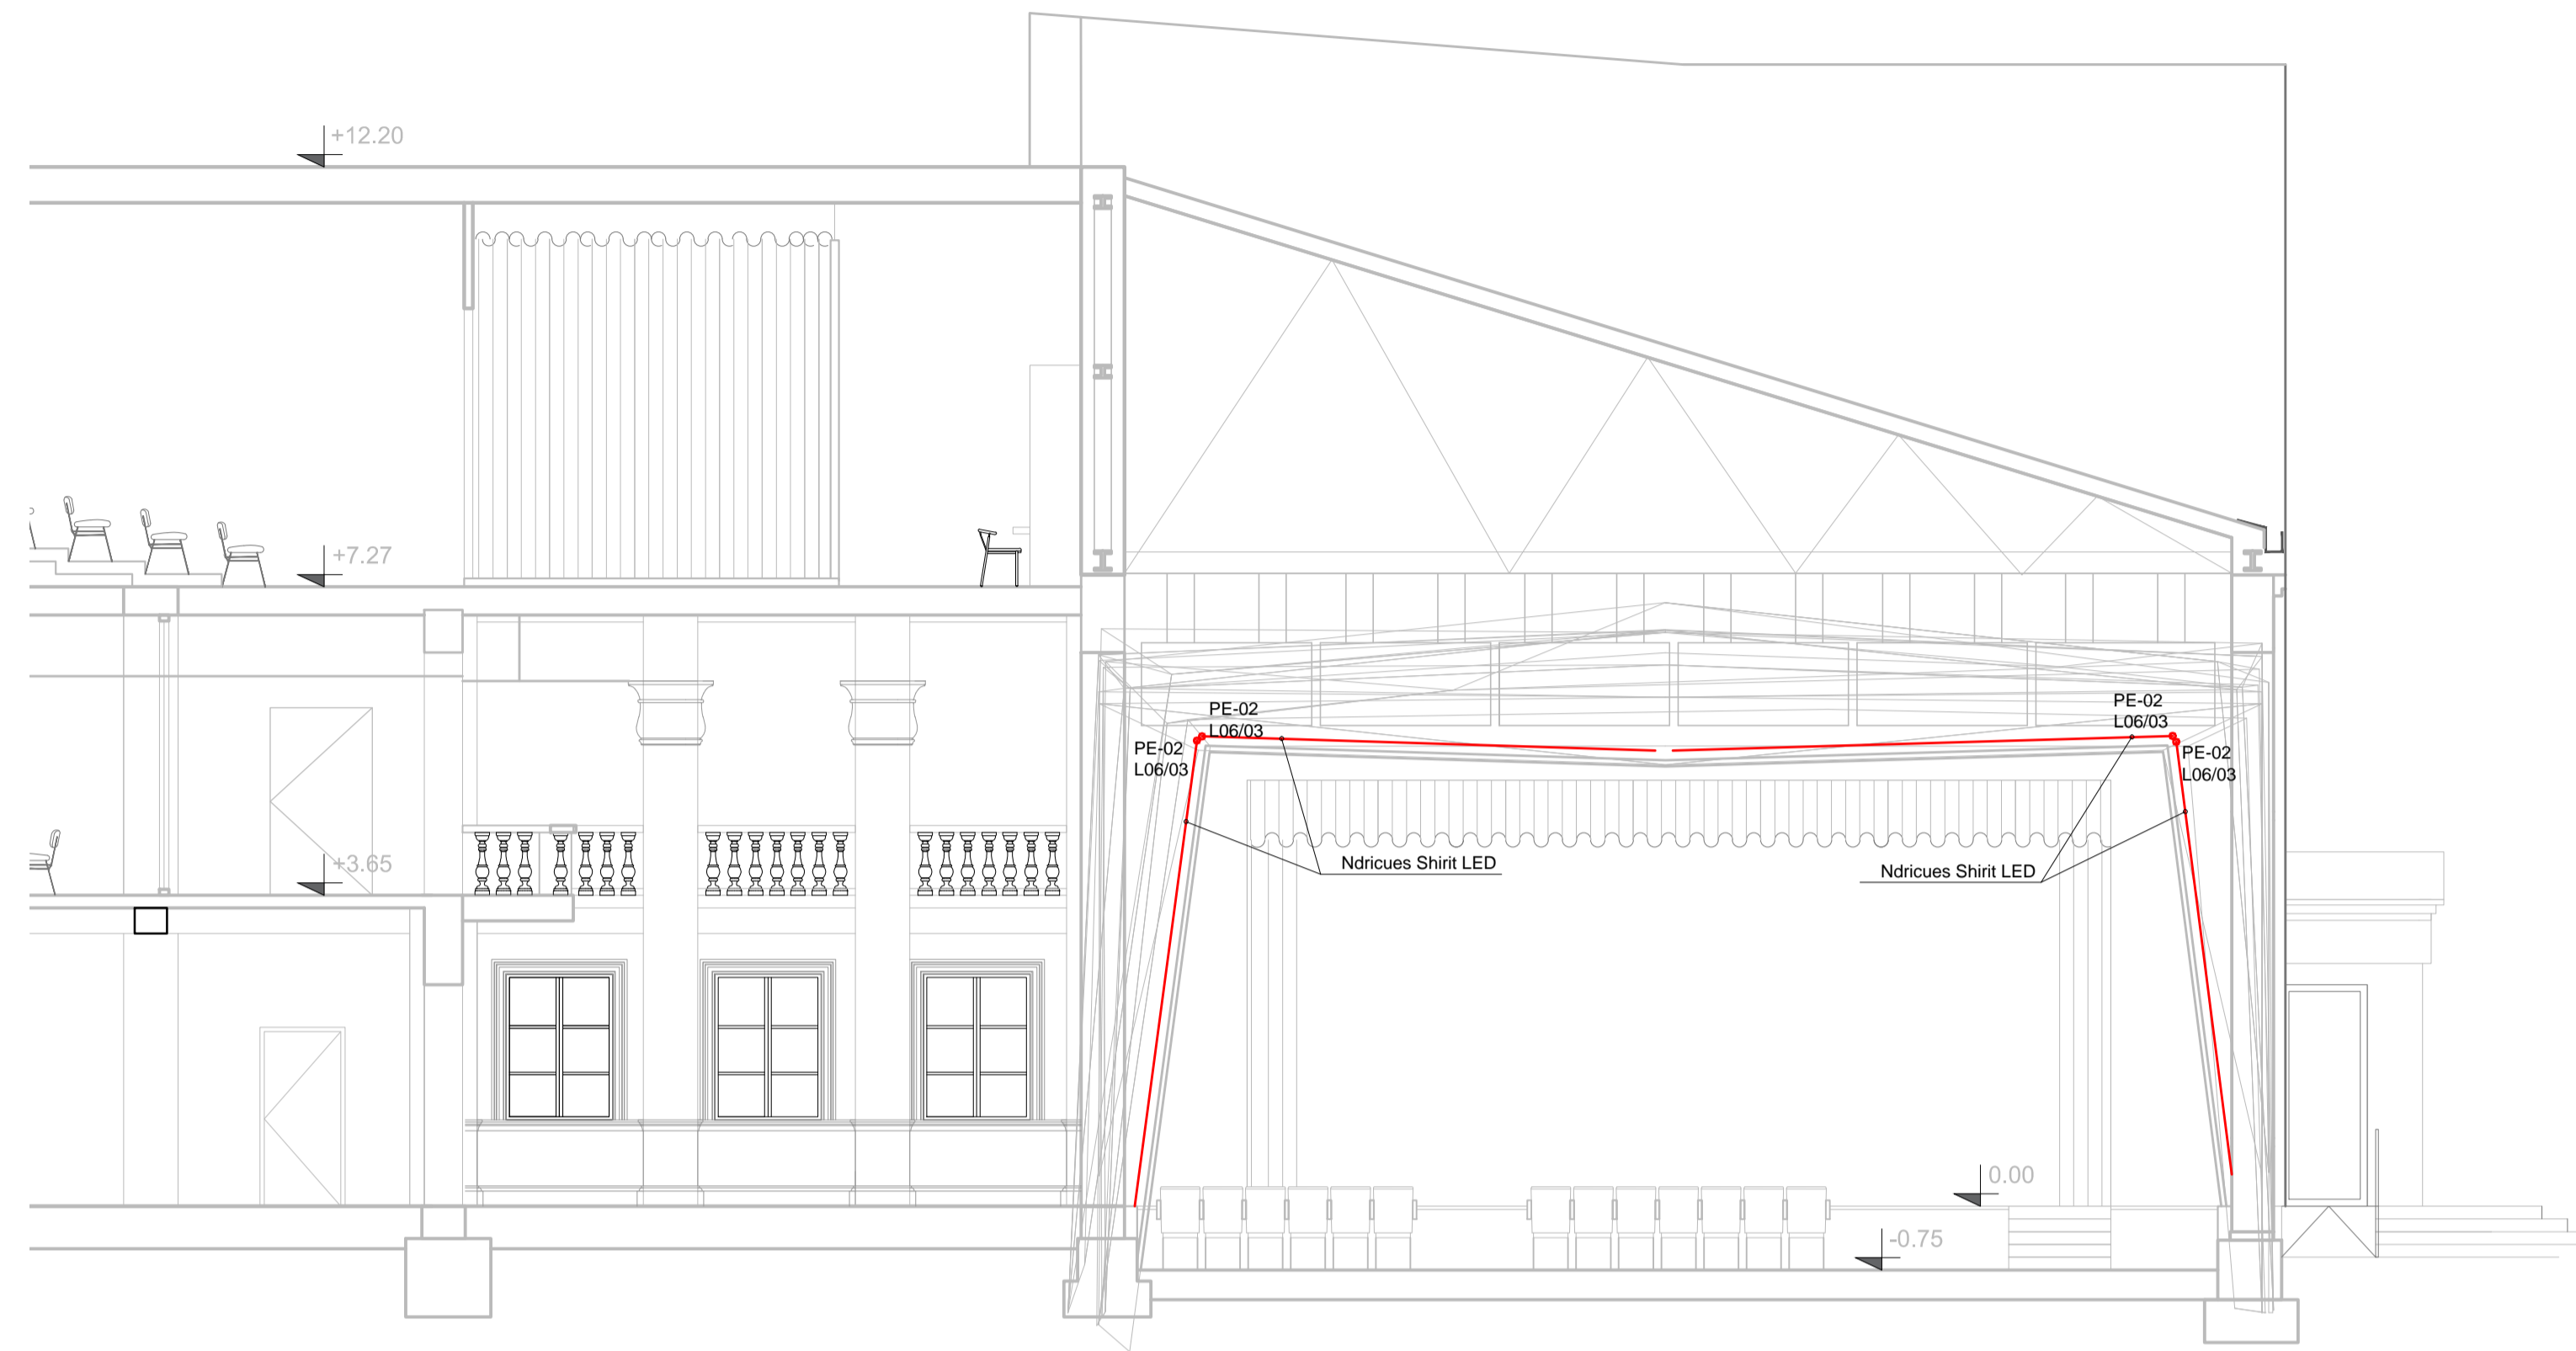 +12.20
+7.27
PE-02
L06/03
PE-02
L06/03
PE-02
L06/03
PE-02
L06/03
+3.65
Ndricues Shirit LED
Ndricues Shirit LED
0.00
-0.75